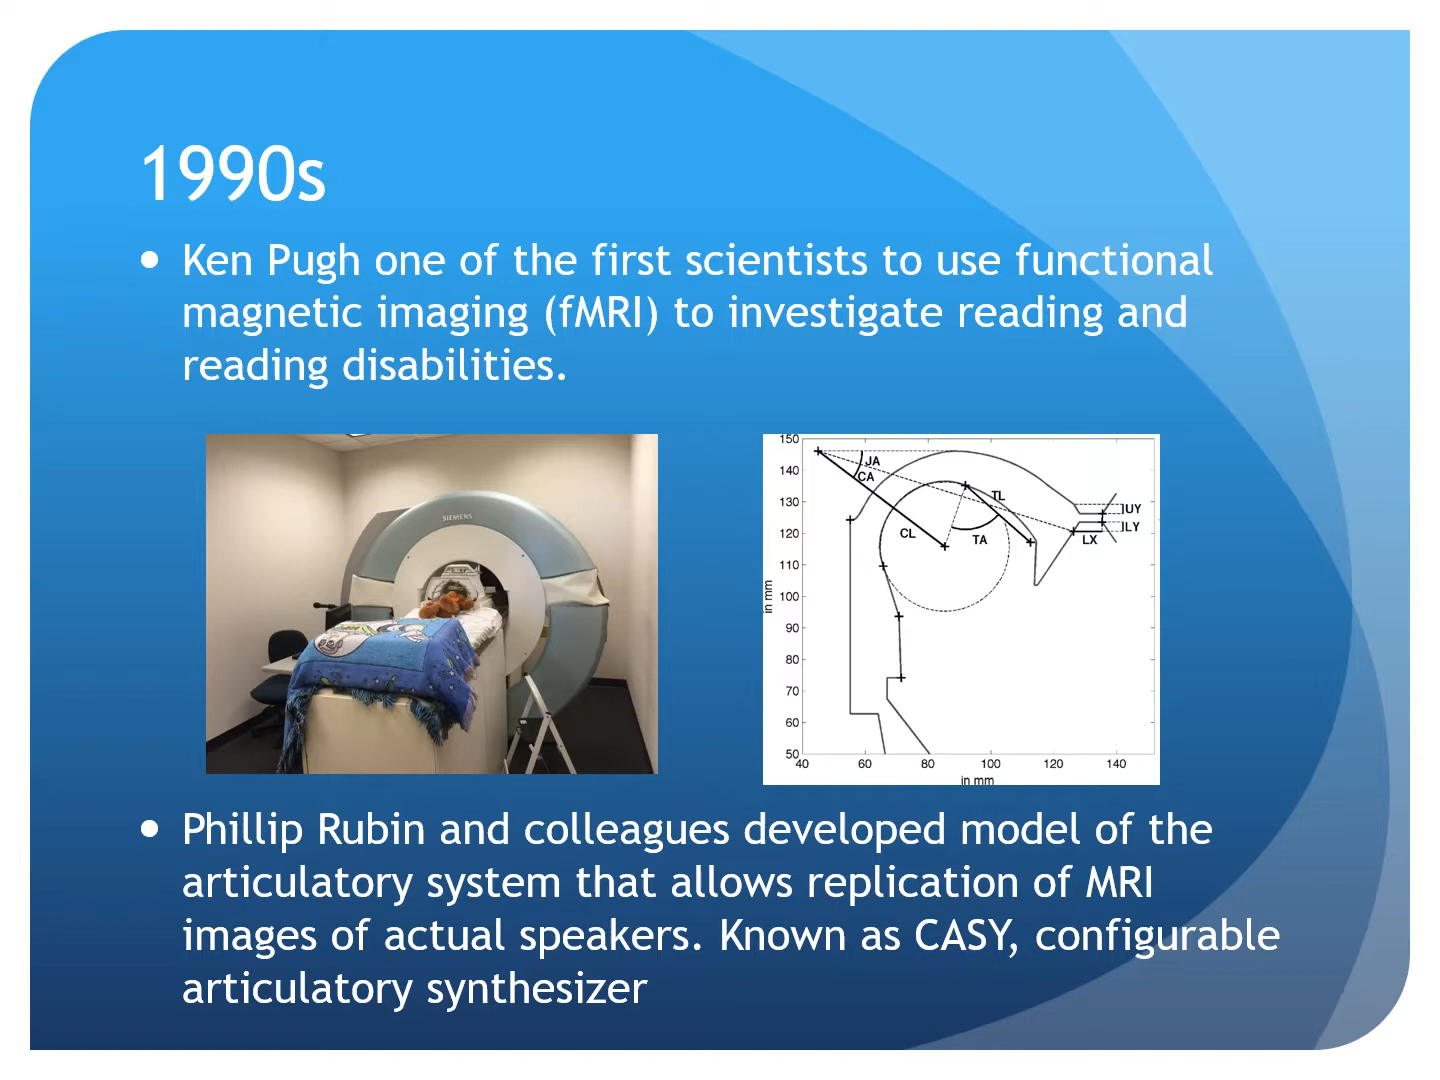 1990s
• Ken Pugh one of the first scientists to use functional
magnetic imaging (fMRI) to investigate reading and
reading disabilities.
SIEMENS
150
140
130
120
110
100
90
80
70
60
50
in mm
40 60 80 100 120 140
in mm
JA
CA
TL
UY
LY
CL
TA
LX
• Phillip Rubin and colleagues developed model of the
articulatory system that allows replication of MRI
images of actual speakers. Known as CASY, configurable
articulatory synthesizer